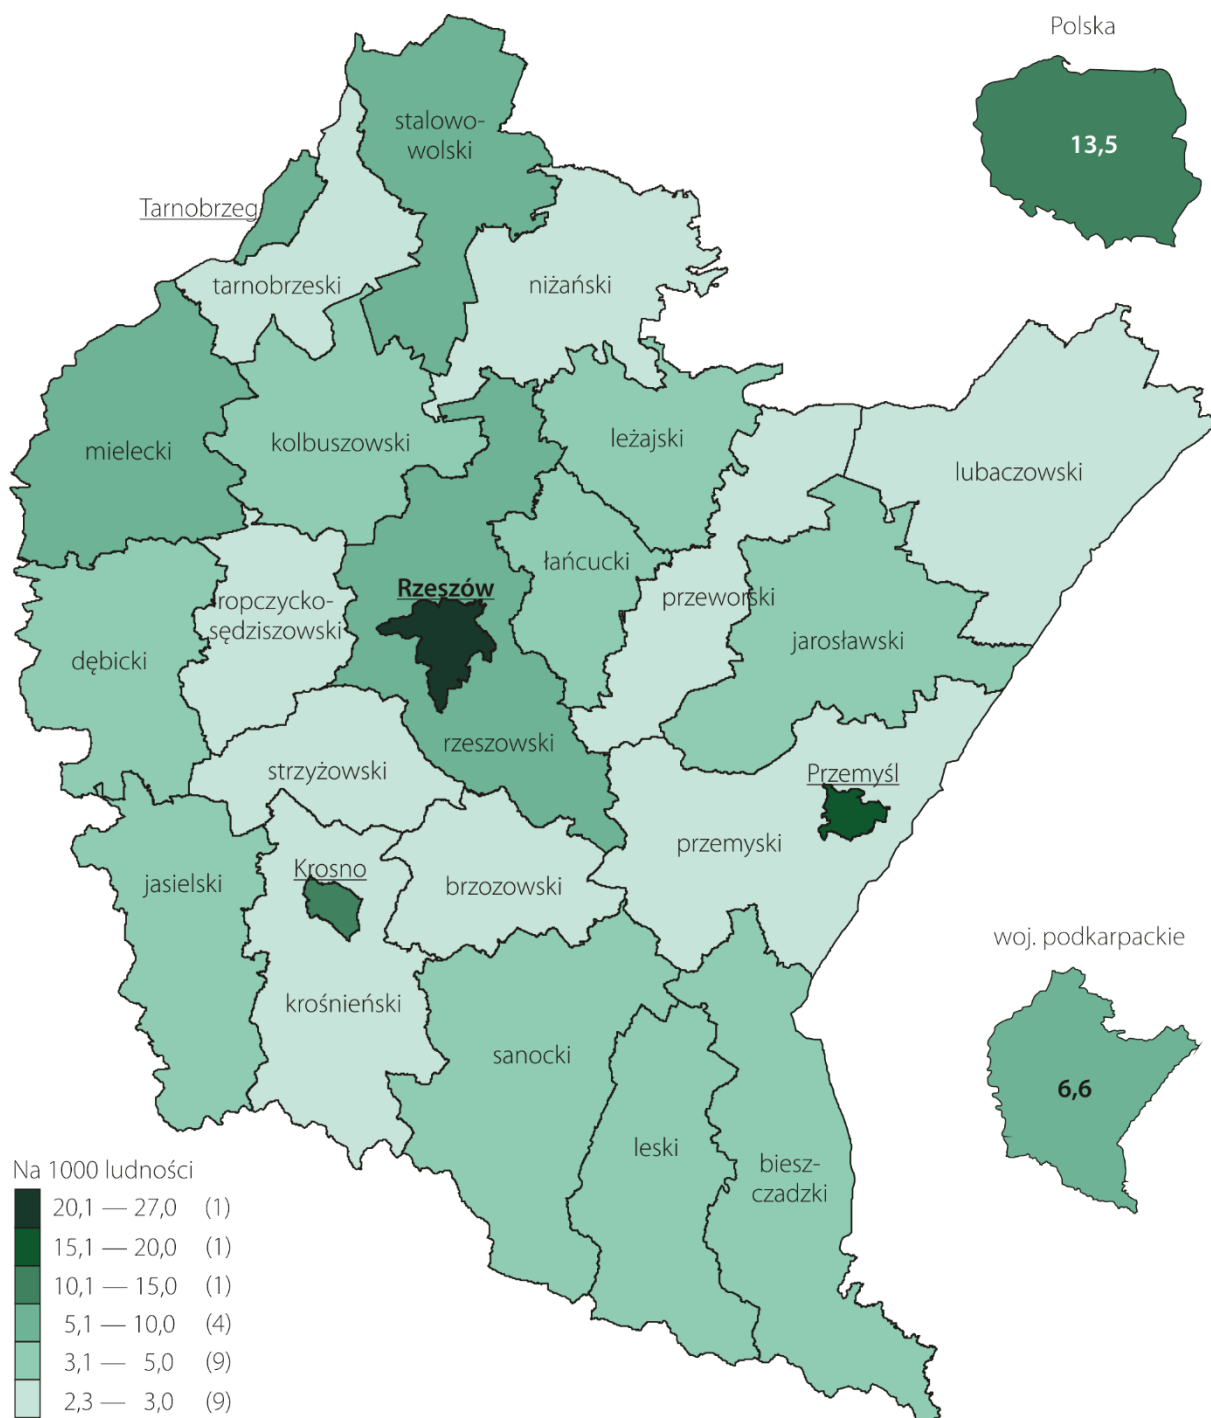 Polska
13,5
stalowo-
wolski
Tarnobrzeg
tarnobrzeski
niżański
mielecki
kolbuszowski
leżajski
lubaczowski
łańcucki
Rzeszów
ropczycko-
sędziszowski
przeworski
jarosławski
dębicki
rzeszowski
strzyżowski
Przemyśl
przemyski
Krosno
jasielski
brzozowski
woj. podkarpackie
krośnieński
sanocki
6,6
leski
biesz-
czadzki
Na 1000 ludności
20,1 — 27,0 (1)
15,1 — 20,0 (1)
10,1 — 15,0 (1)
5,1 — 10,0 (4)
3,1 — 5,0 (9)
2,3 — 3,0 (9)